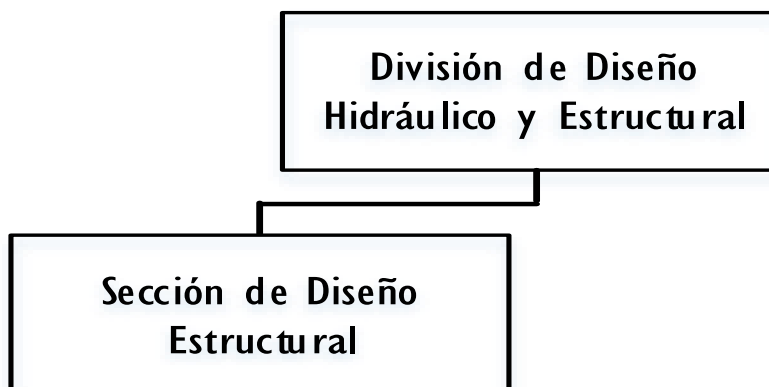 División de Diseño
Hidráulico y Estructural
Sección de Diseño
Estructural